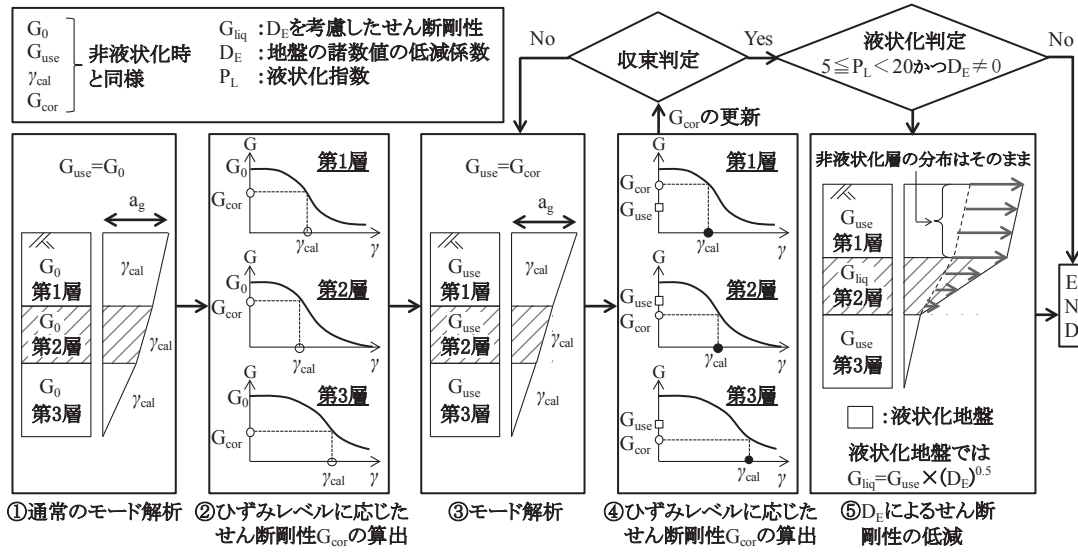 G0
Guse
γcal
Gcor
非液状化時
と同様
Gliq:DEを考慮したせん断剛性
DE:地盤の諸数値の低減係数
PL:液状化指数
No
収束判定
Yes
液状化判定
5≦PL<20かつDE≠0
No
Gcorの更新
Guse=G0
ag
G0
第1層
γcal
G0
第2層
γcal
G0
第3層
γcal
①通常のモード解析
G
第1層
G0
Gcor
γcal
γ
G
第2層
G0
Gcor
γcal
γ
G
第3層
G0
Gcor
γcal
γ
②ひずみレベルに応じた
せん断剛性Gcorの算出
Guse=Gcor
ag
Guse
第1層
γcal
Guse
第2層
γcal
Guse
第3層
γcal
③モード解析
G
第1層
G0
Gcor
Guse
γcal
γ
G
第2層
G0
Guse
Gcor
γcal
γ
G
第3層
G0
Guse
Gcor
γcal
γ
④ひずみレベルに応じた
せん断剛性Gcorの算出
非液状化層の分布はそのまま
Guse
第1層
Gliq
第2層
Guse
第3層
:液状化地盤
液状化地盤では
Gliq=Guse×(DE)0.5
⑤DEによるせん断
剛性の低減
E
N
D